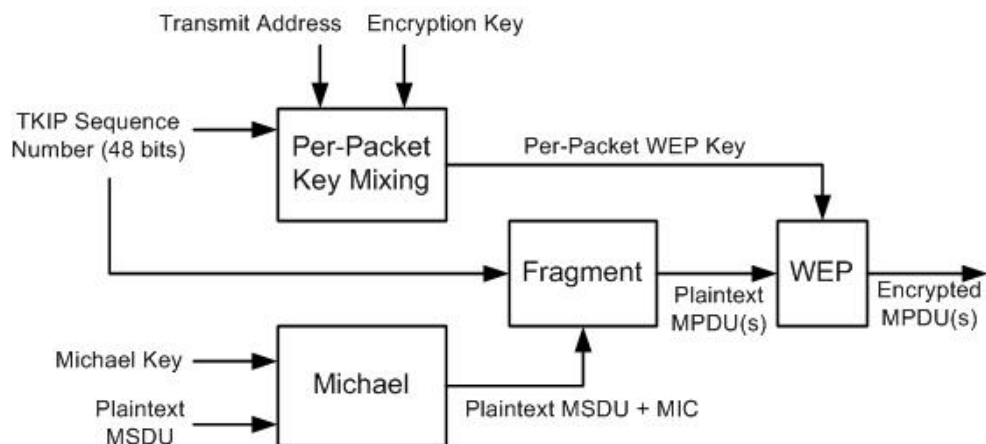 Transmit Address
Encryption Key
TKIP Sequence
Number (48 bits)
Per-Packet
Key Mixing
Per-Packet WEP Key
Fragment
Plaintext
MPDU(s)
WEP
Encrypted
MPDU(s)
Michael Key
Plaintext
MSDU
Michael
Plaintext MSDU + MIC